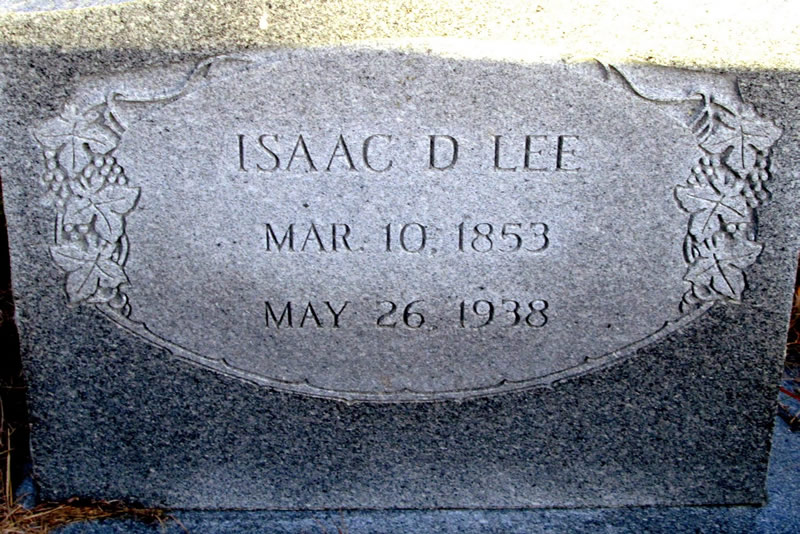 ISAAC D LEE
MAR. 10, 1853
MAY 26, 1938